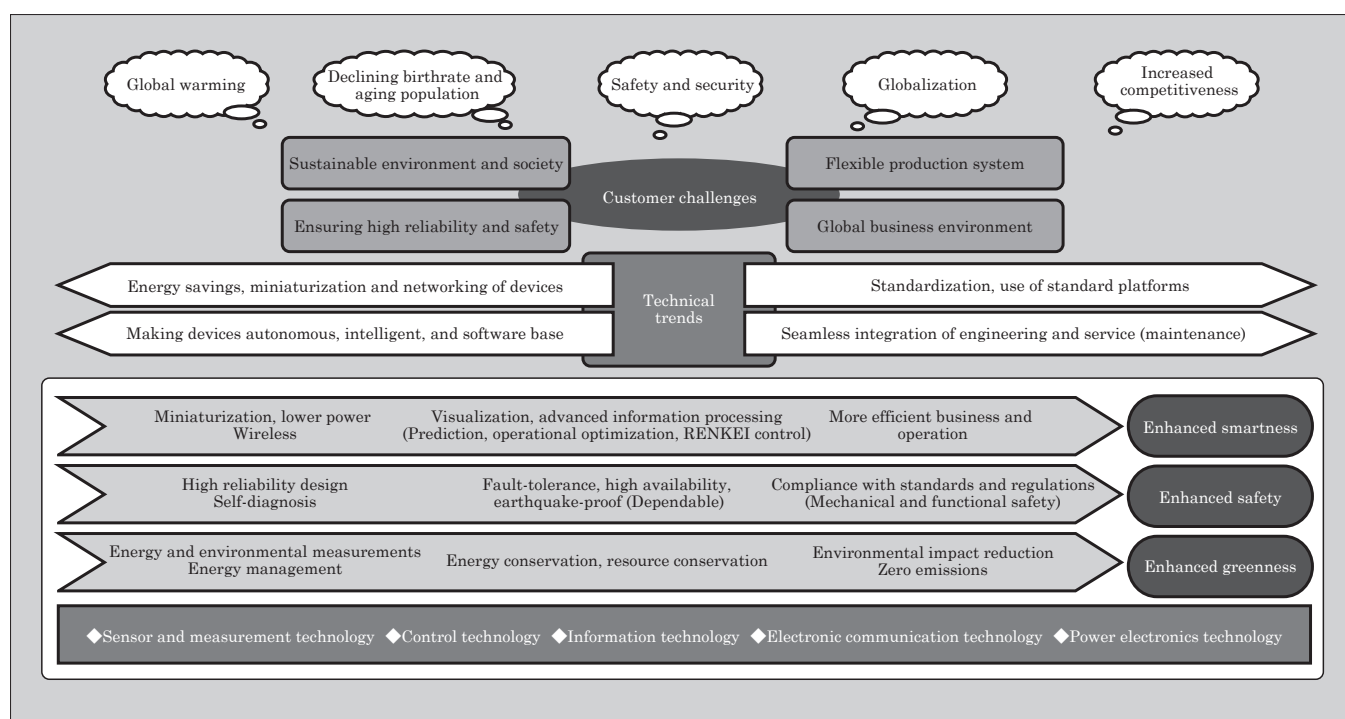 Global warming
Declining birthrate and
aging population
Safety and security
Globalization
Increased
competitiveness
Sustainable environment and society
Flexible production system
Customer challenges
Ensuring high reliability and safety
Global business environment
Energy savings, miniaturization and networking of devices
Technical
trends
Standardization, use of standard platforms
Making devices autonomous, intelligent, and software base
Seamless integration of engineering and service (maintenance)
Miniaturization, lower power
Wireless
Visualization, advanced information processing
(Prediction, operational optimization, RENKEI control)
More efficient business and
operation
Enhanced smartness
High reliability design
Self-diagnosis
Fault-tolerance, high availability,
earthquake-proof (Dependable)
Compliance with standards and regulations
(Mechanical and functional safety)
Enhanced safety
Energy and environmental measurements
Energy management
Energy conservation, resource conservation
Environmental impact reduction
Zero emissions
Enhanced greenness
◆Sensor and measurement technology ◆Control technology ◆Information technology ◆Electronic communication technology ◆Power electronics technology